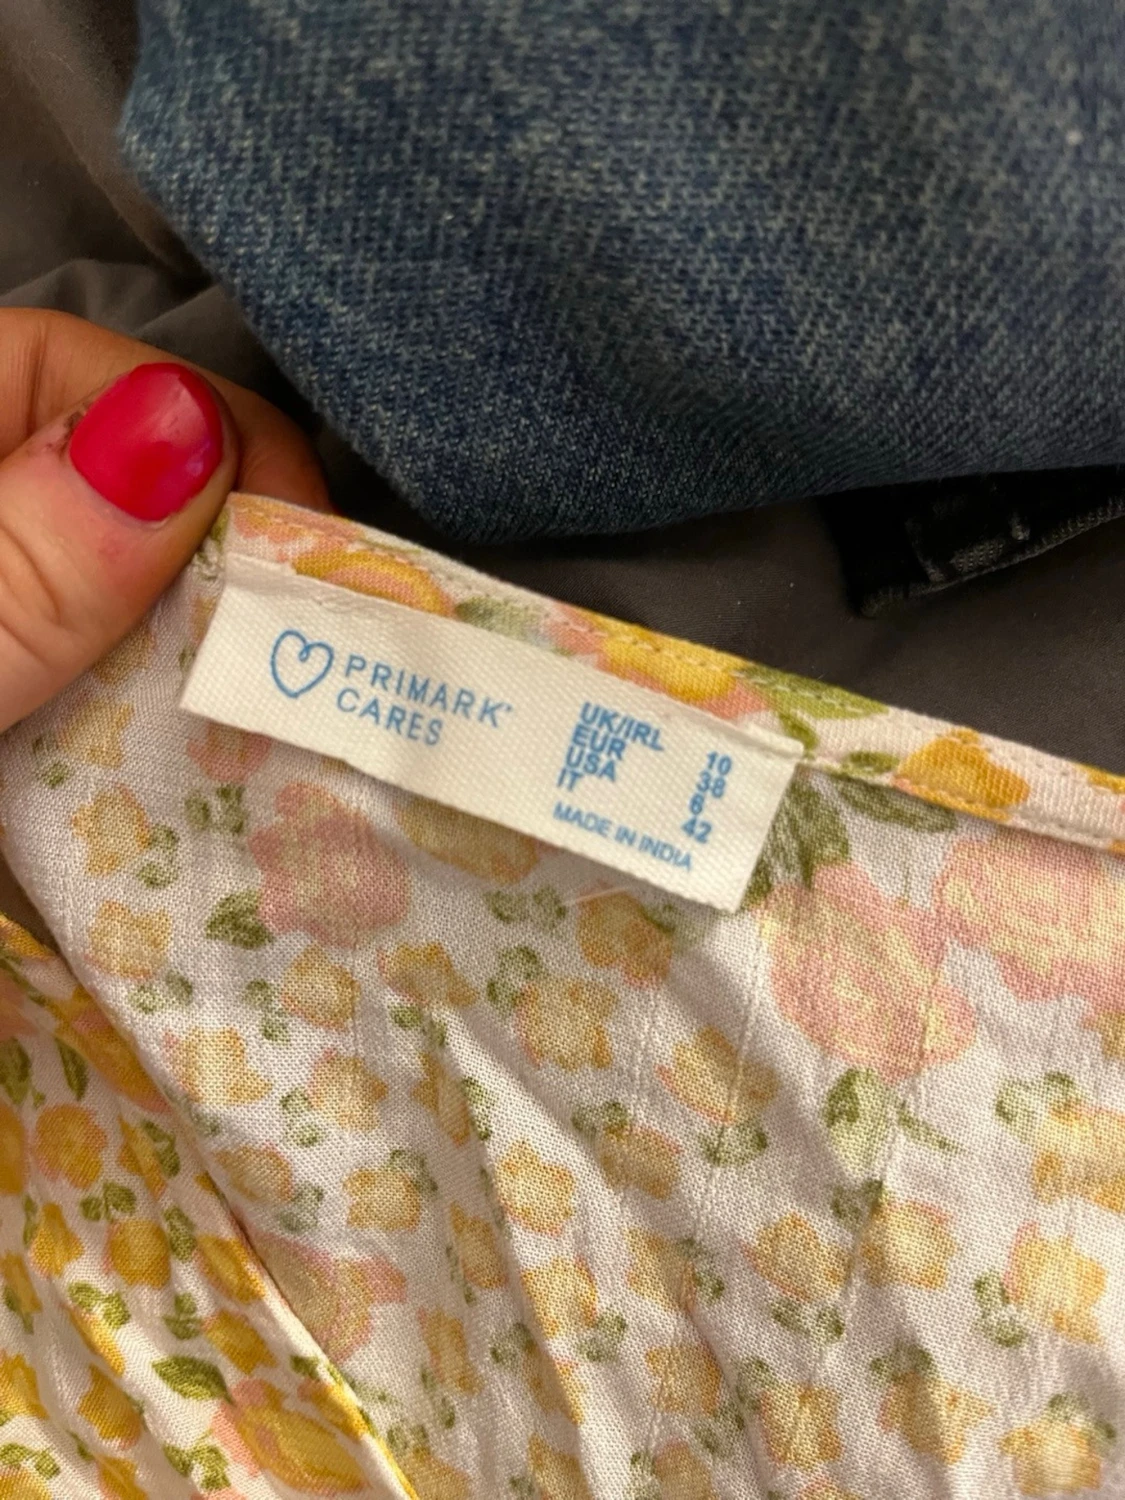 PRIMARK®
CARES
UK/IRL 10
EUR 38
USA 6
IT 42
MADE IN INDIA